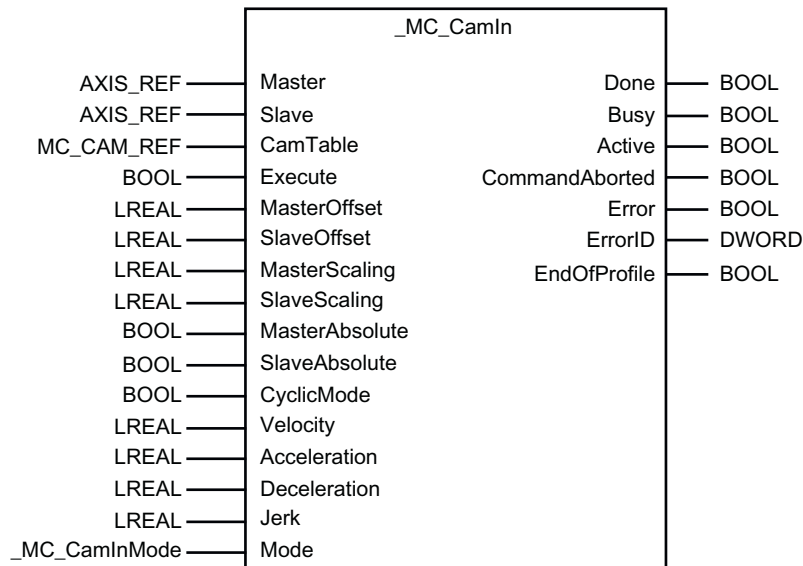 _MC_CamIn
AXIS_REF Master Done BOOL
AXIS_REF Slave Busy BOOL
MC_CAM_REF CamTable Active BOOL
BOOL Execute CommandAborted BOOL
LREAL MasterOffset Error BOOL
LREAL SlaveOffset ErrorID DWORD
LREAL MasterScaling EndOfProfile BOOL
LREAL SlaveScaling
BOOL MasterAbsolute
BOOL SlaveAbsolute
BOOL CyclicMode
LREAL Velocity
LREAL Acceleration
LREAL Deceleration
LREAL Jerk
_MC_CamInMode Mode